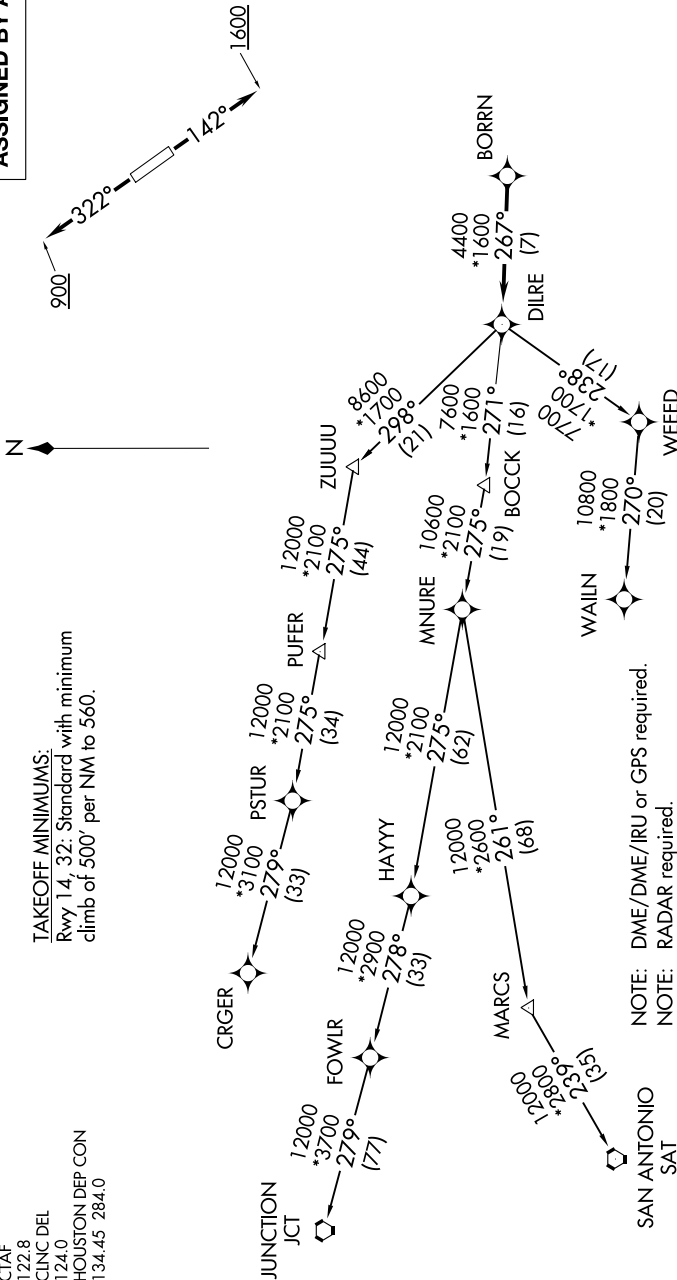 ASSIGNED BY
1600
142°
322°
900
N
BORRN
4400
*1600
267°
(7)
DILRE
8600
*1700
298°
(21)
7600
*1600
271°
(16)
7700
*1700
238°
(17)
ZUUUU
BOCCK
WEEED
12000
*2100
275°
(44)
10600
*2100
275°
(19)
10800
*1800
270°
(20)
PUFER
MNURE
WAILN
TAKEOFF MINIMUMS:
Rwy 14, 32: Standard with minimum
climb of 500' per NM to 560.
12000
*2100
275°
(34)
12000
*2100
275°
(62)
PSTUR
12000
*3100
279°
(33)
HAYYY
12000
*2600
261°
(68)
CRGER
12000
*2900
278°
(33)
FOWLR
MARCS
NOTE: DME/DME/IRU or GPS required.
NOTE: RADAR required.
12000
*3700
279°
(77)
12000
*2800
239°
(35)
JUNCTION
JCT
SAN ANTONIO
SAT
CTAF
122.8
CLNC DEL
124.0
HOUSTON DEP CON
134.45 284.0